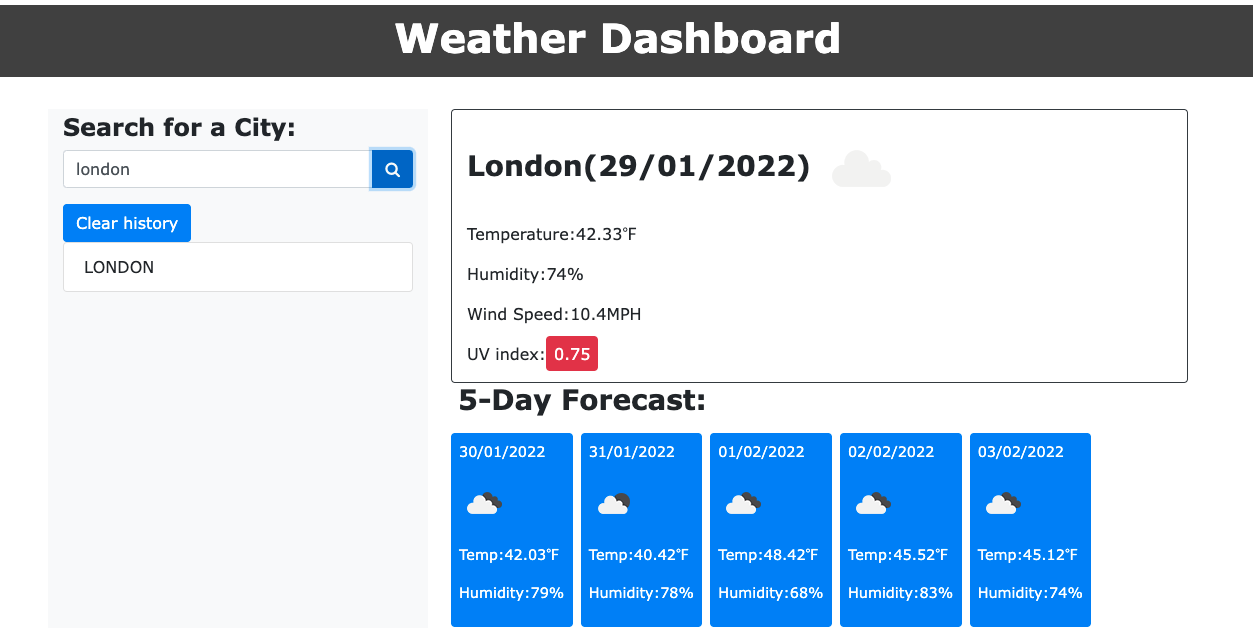 Weather Dashboard
Search for a City:
london
Clear history
LONDON
London(29/01/2022)
Temperature:42.33°F
Humidity:74%
Wind Speed:10.4MPH
UV index:0.75
5-Day Forecast:
30/01/2022
Temp:42.03°F
Humidity:79%
31/01/2022
Temp:40.42°F
Humidity:78%
01/02/2022
Temp:48.42°F
Humidity:68%
02/02/2022
Temp:45.52°F
Humidity:83%
03/02/2022
Temp:45.12°F
Humidity:74%